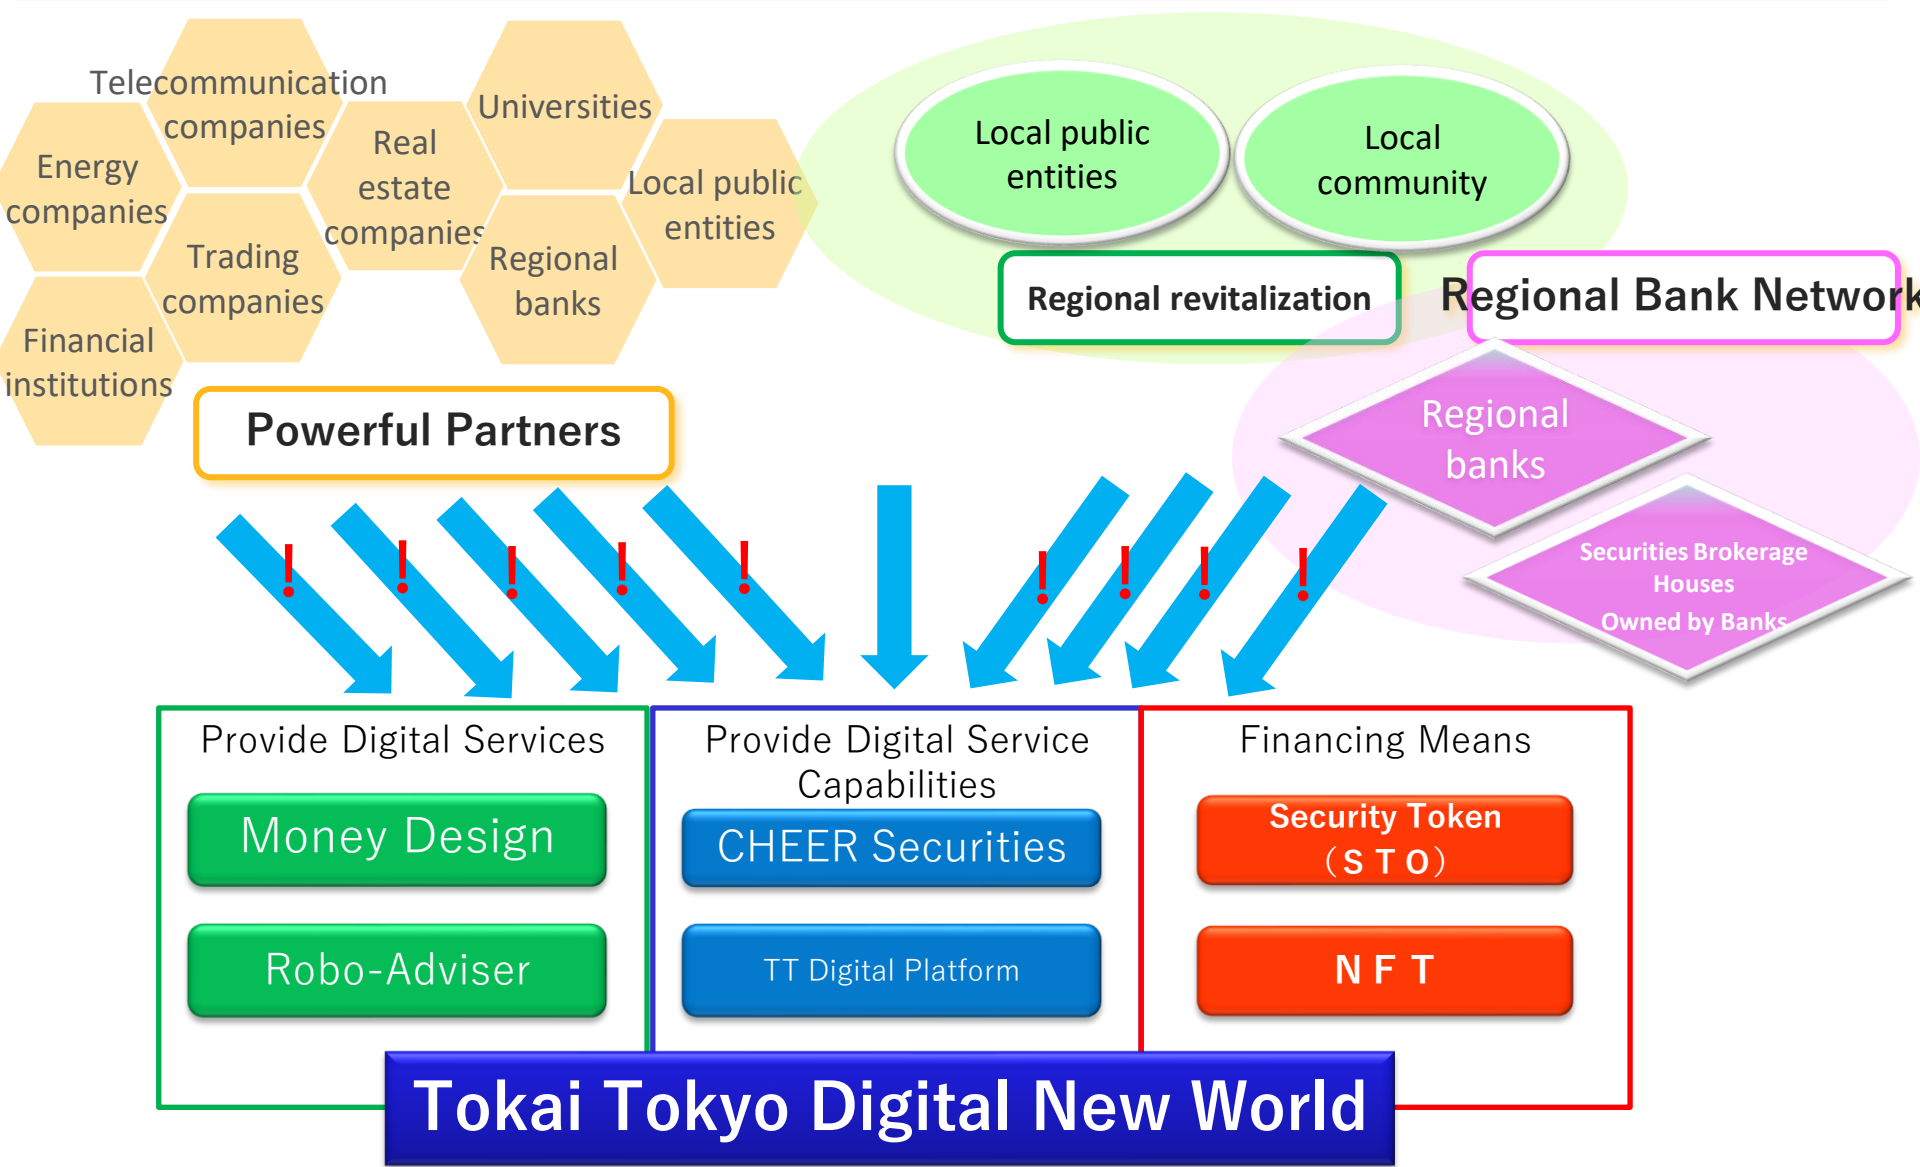 Telecommunication
companies
Energy
companies
Real
estate
companies
Universities
Local public
entities
Trading
companies
Regional
banks
Financial
institutions
Powerful Partners
Local public
entities
Local
community
Regional revitalization
Regional Bank Network
Regional
banks
Securities Brokerage
Houses
Owned by Banks
!
!
!
!
!
!
!
!
!
Provide Digital Services
Money Design
Robo-Adviser
Provide Digital Service
Capabilities
CHEER Securities
TT Digital Platform
Financing Means
Security Token
（ＳＴＯ）
ＮＦＴ
Tokai Tokyo Digital New World